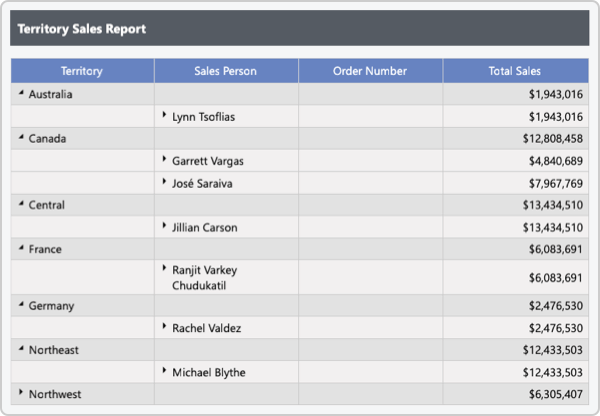 Territory Sales Report
Territory Sales Person Order Number Total Sales
Australia $1,943,016
Lynn Tsoflias $1,943,016
Canada $12,808,458
Garrett Vargas $4,840,689
José Saraiva $7,967,769
Central $13,434,510
Jillian Carson $13,434,510
France $6,083,691
Ranjit Varkey
Chudukatil $6,083,691
Germany $2,476,530
Rachel Valdez $2,476,530
Northeast $12,433,503
Michael Blythe $12,433,503
Northwest $6,305,407